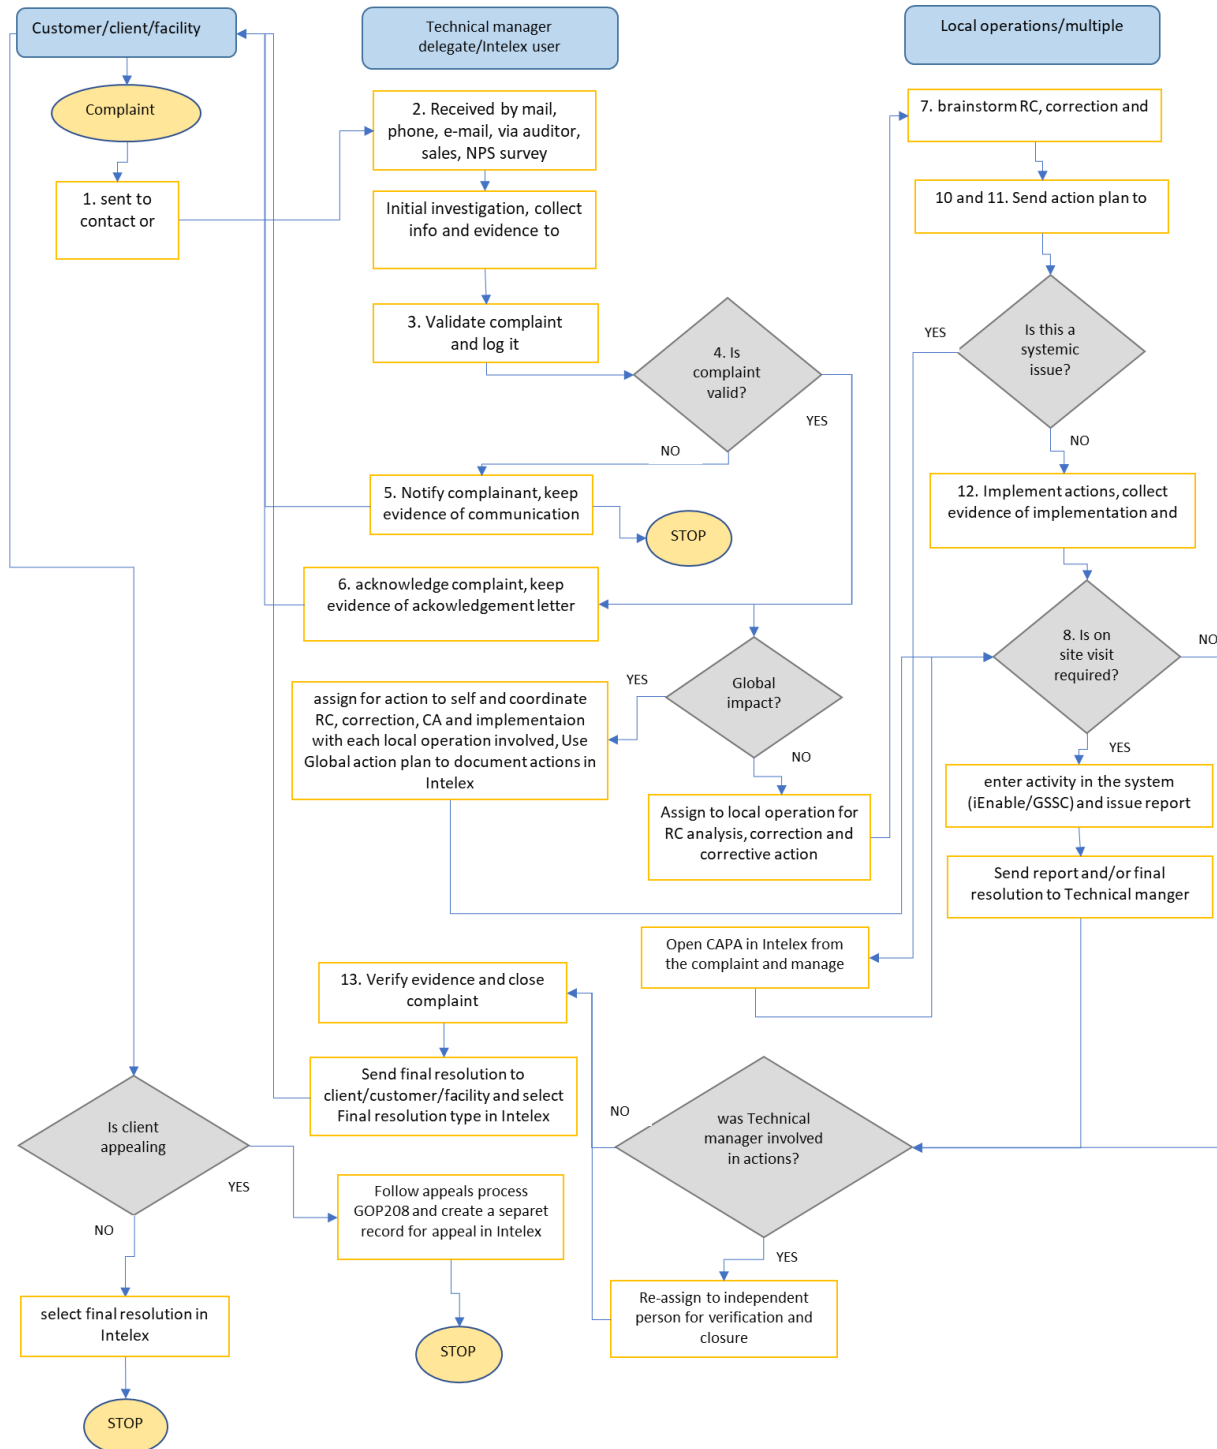 Customer/client/facility
Technical manager
delegate/Intelex user
Local operations/multiple
Complaint
1. sent to
contact or
2. Received by mail,
phone, e-mail, via auditor,
sales, NPS survey
Initial investigation, collect
info and evidence to
3. Validate complaint
and log it
4. Is
complaint
valid?
YES
NO
5. Notify complainant, keep
evidence of communication
STOP
6. acknowledge complaint, keep
evidence of ackowledgement letter
Global
impact?
YES
NO
assign for action to self and coordinate
RC, correction, CA and implementaion
with each local operation involved, Use
Global action plan to document actions in
Intelex
Assign to local operation for
RC analysis, correction and
corrective action
7. brainstorm RC, correction and
10 and 11. Send action plan to
Is this a
systemic
issue?
YES
NO
12. Implement actions, collect
evidence of implementation and
8. Is on
site visit
required?
NO
YES
enter activity in the system
(iEnable/GSSC) and issue report
Send report and/or final
resolution to Technical manger
Open CAPA in Intelex from
the complaint and manage
13. Verify evidence and close
complaint
Send final resolution to
client/customer/facility and select
Final resolution type in Intelex
was Technical
manager involved
in actions?
NO
YES
Re-assign to independent
person for verification and
closure
Is client
appealing
YES
NO
Follow appeals process
GOP208 and create a separet
record for appeal in Intelex
STOP
select final resolution in
Intelex
STOP